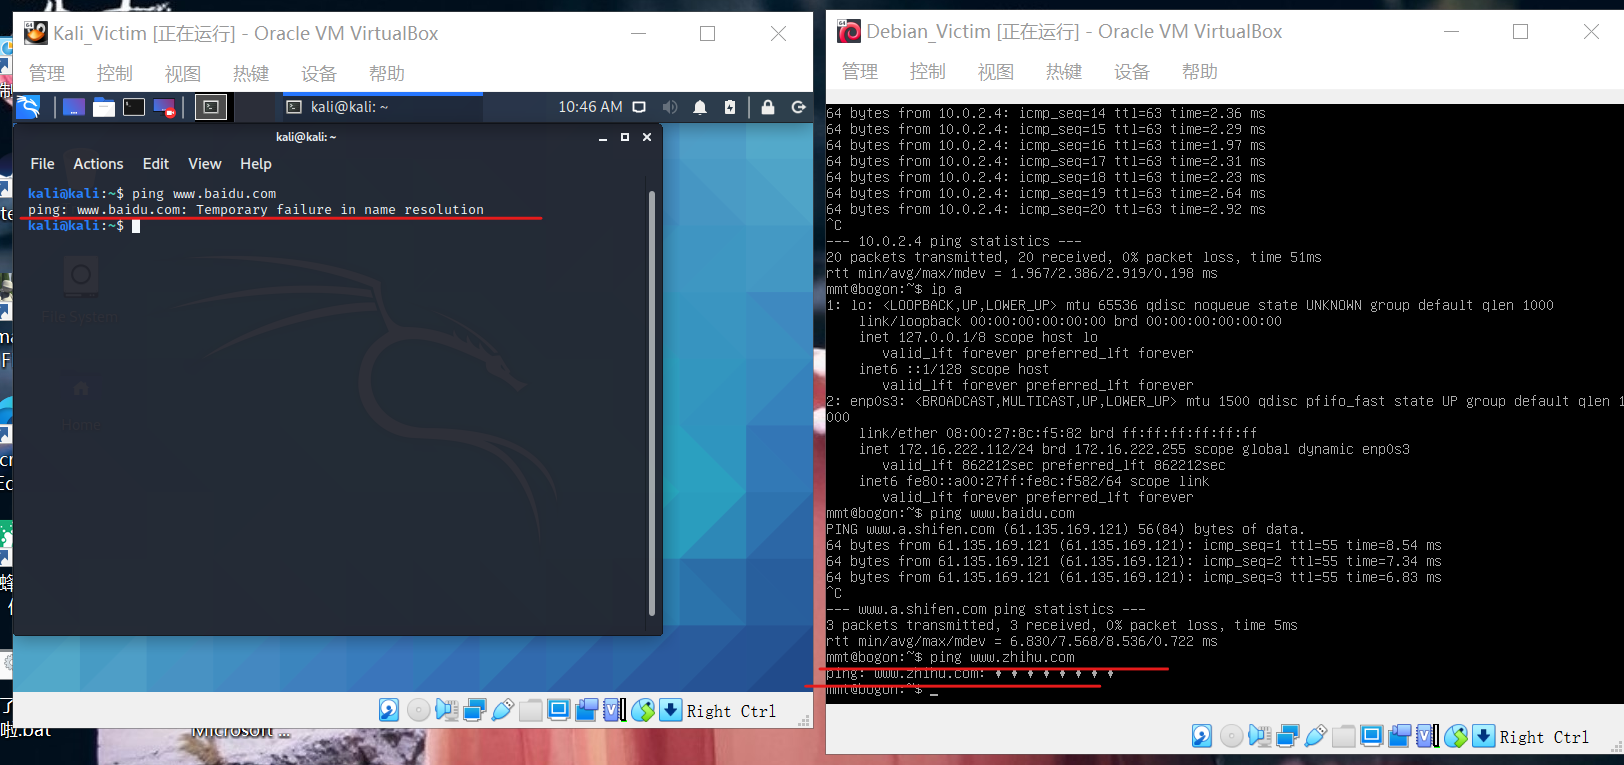 Kali_Victim [正在运行] - Oracle VM VirtualBox
管理 控制 视图 热键 设备 帮助
kali@kali: ~
10:46 AM
kali@kali: ~
File Actions Edit View Help
kali@kali:~$ ping www.baidu.com
ping: www.baidu.com: Temporary failure in name resolution
kali@kali:~$
File System
Home
Right Ctrl
啦.bat
Microsoft ...
Debian_Victim [正在运行] - Oracle VM VirtualBox
管理 控制 视图 热键 设备 帮助
64 bytes from 10.0.2.4: icmp_seq=14 ttl=63 time=2.36 ms
64 bytes from 10.0.2.4: icmp_seq=15 ttl=63 time=2.29 ms
64 bytes from 10.0.2.4: icmp_seq=16 ttl=63 time=1.97 ms
64 bytes from 10.0.2.4: icmp_seq=17 ttl=63 time=2.31 ms
64 bytes from 10.0.2.4: icmp_seq=18 ttl=63 time=2.23 ms
64 bytes from 10.0.2.4: icmp_seq=19 ttl=63 time=2.64 ms
64 bytes from 10.0.2.4: icmp_seq=20 ttl=63 time=2.92 ms
^C
--- 10.0.2.4 ping statistics ---
20 packets transmitted, 20 received, 0% packet loss, time 51ms
rtt min/avg/max/mdev = 1.967/2.386/2.919/0.198 ms
mmt@bogon:~$ ip a
1: lo: <LOOPBACK,UP,LOWER_UP> mtu 65536 qdisc noqueue state UNKNOWN group default qlen 1000
link/loopback 00:00:00:00:00:00 brd 00:00:00:00:00:00
inet 127.0.0.1/8 scope host lo
valid_lft forever preferred_lft forever
inet6 ::1/128 scope host
valid_lft forever preferred_lft forever
2: enp0s3: <BROADCAST,MULTICAST,UP,LOWER_UP> mtu 1500 qdisc pfifo_fast state UP group default qlen 1
000
link/ether 08:00:27:8c:f5:82 brd ff:ff:ff:ff:ff:ff
inet 172.16.222.112/24 brd 172.16.222.255 scope global dynamic enp0s3
valid_lft 862212sec preferred_lft 862212sec
inet6 fe80::a00:27ff:fe8c:f582/64 scope link
valid_lft forever preferred_lft forever
mmt@bogon:~$ ping www.baidu.com
PING www.a.shifen.com (61.135.169.121) 56(84) bytes of data.
64 bytes from 61.135.169.121 (61.135.169.121): icmp_seq=1 ttl=55 time=8.54 ms
64 bytes from 61.135.169.121 (61.135.169.121): icmp_seq=2 ttl=55 time=7.34 ms
64 bytes from 61.135.169.121 (61.135.169.121): icmp_seq=3 ttl=55 time=6.83 ms
^C
--- www.a.shifen.com ping statistics ---
3 packets transmitted, 3 received, 0% packet loss, time 5ms
rtt min/avg/max/mdev = 6.830/7.568/8.536/0.722 ms
mmt@bogon:~$ ping www.zhihu.com
ping: www.zhihu.com: ♦ ♦ ♦ ♦ ♦ ♦ ♦ ♦
mmt@bogon:~$ _
Right Ctrl